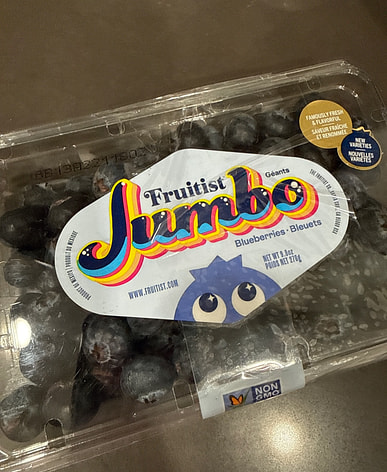 FAMOUSLY FRESH
& FLAVORFUL
SAVEUR FRAÎCHE
ET RENOMMÉE
NEW
VARIETIES
NOUVELLES
VARIÉTÉS
Fruitist
Géants
Jumbo
Blueberries • Bleuets
NET WT 9.8oz
POIDS NET 278g
WWW.FRUITIST.COM
NON
GMO